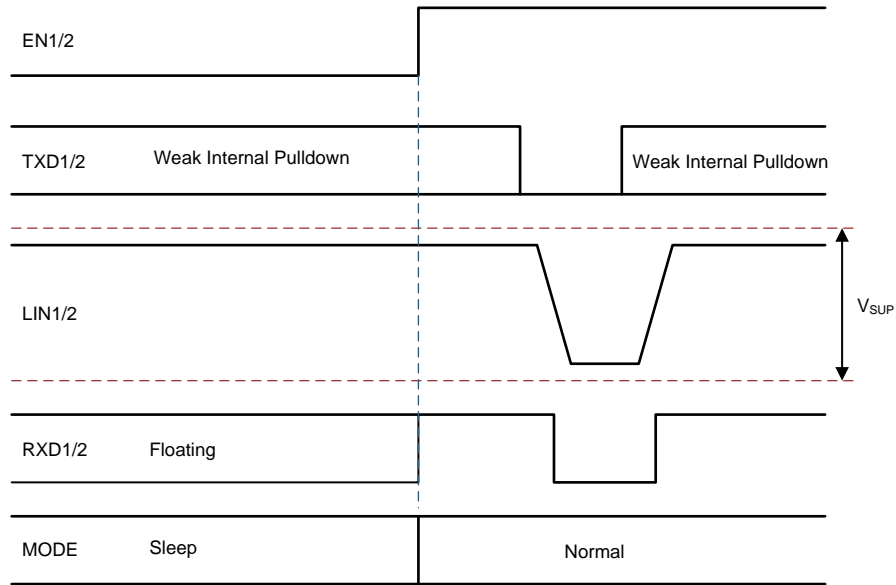 EN1/2
TXD1/2 Weak Internal Pulldown Weak Internal Pulldown
LIN1/2
VSUP
RXD1/2 Floating
MODE Sleep Normal